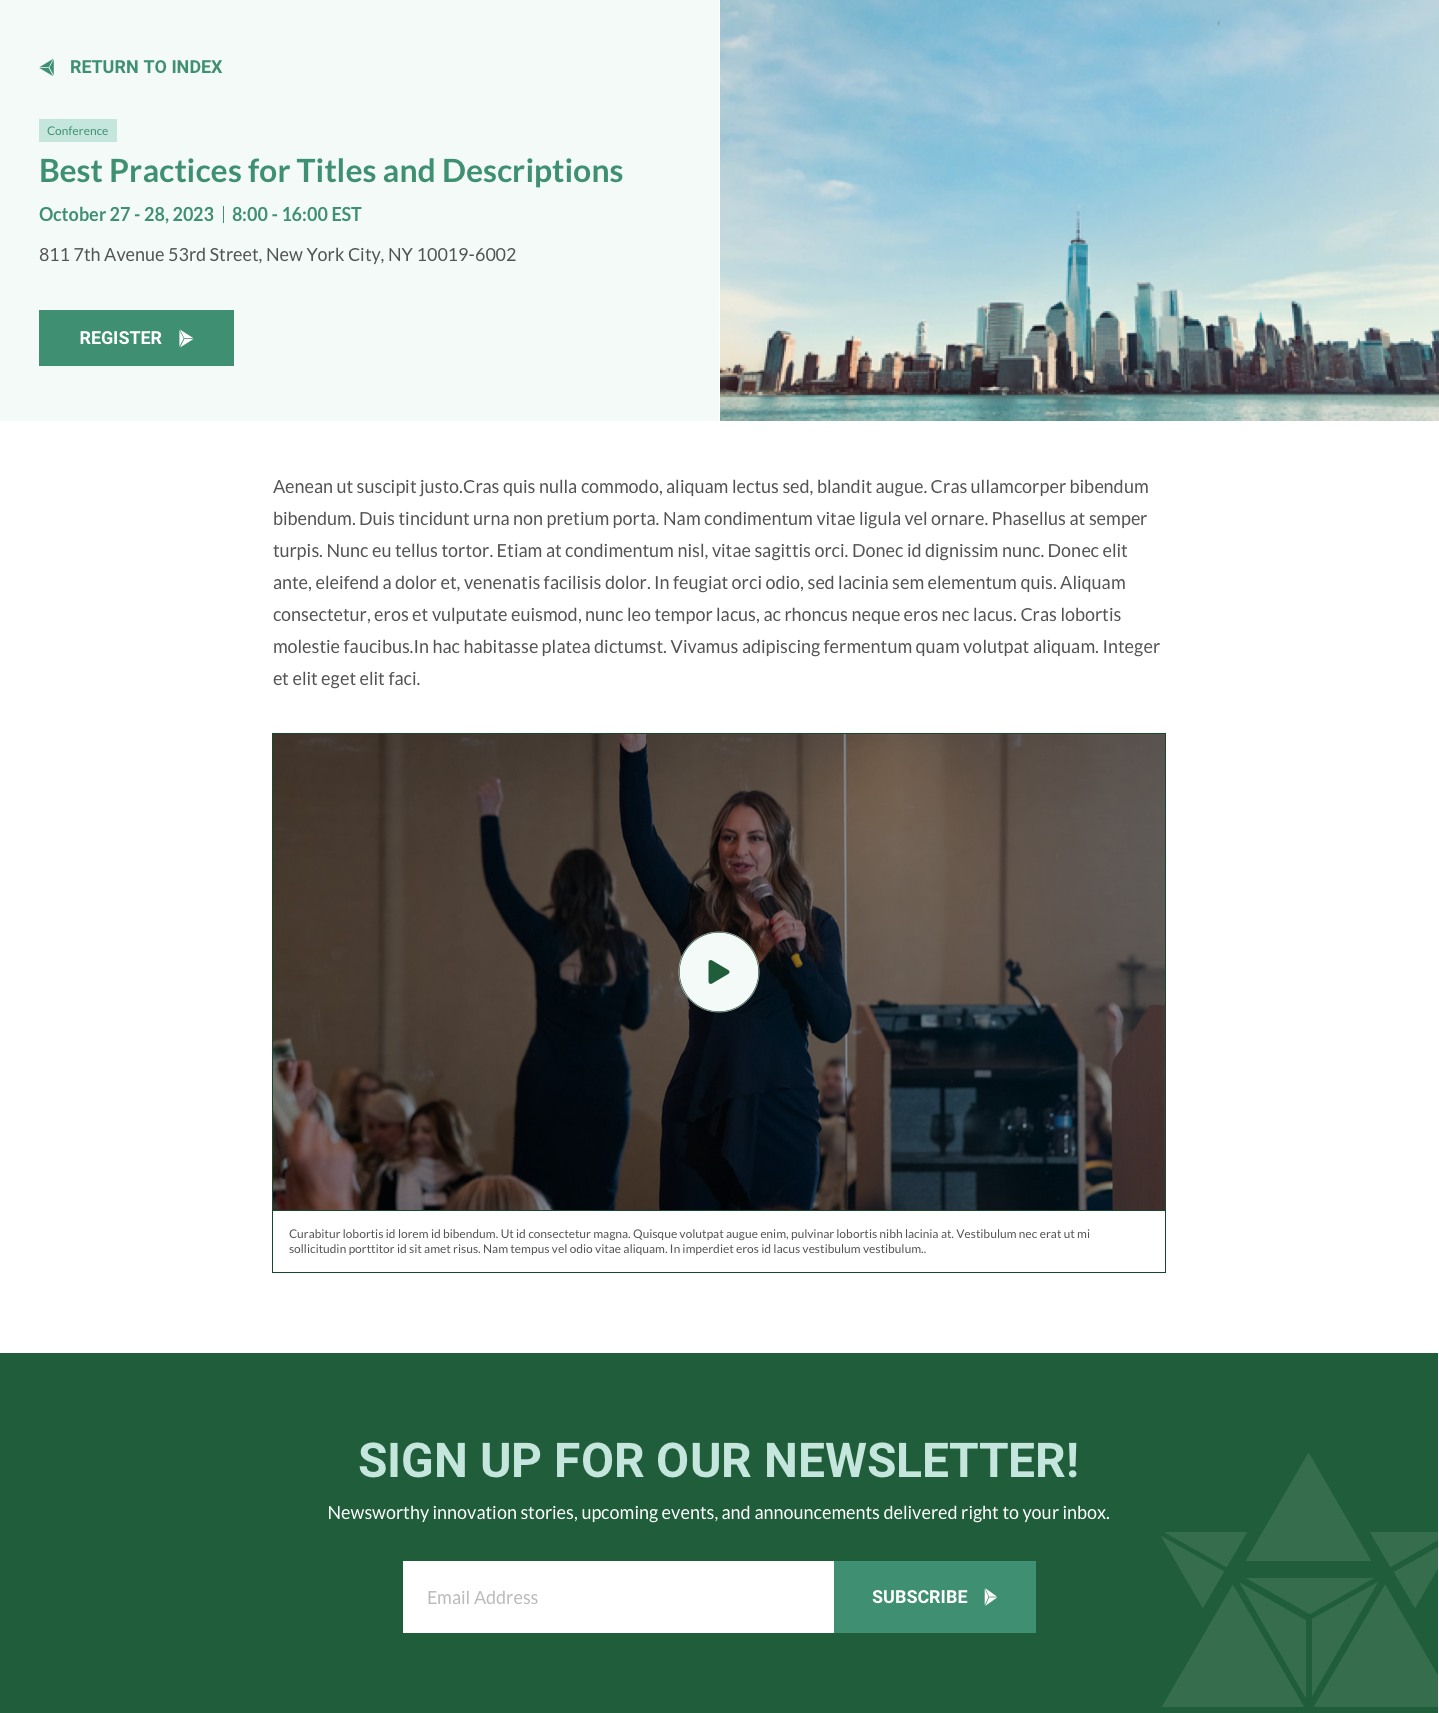 RETURN TO INDEX
Conference
Best Practices for Titles and Descriptions
October 27 - 28, 2023 | 8:00 - 16:00 EST
811 7th Avenue 53rd Street, New York City, NY 10019-6002
REGISTER
Aenean ut suscipit justo.Cras quis nulla commodo, aliquam lectus sed, blandit augue. Cras ullamcorper bibendum
bibendum. Duis tincidunt urna non pretium porta. Nam condimentum vitae ligula vel ornare. Phasellus at semper
turpis. Nunc eu tellus tortor. Etiam at condimentum nisl, vitae sagittis orci. Donec id dignissim nunc. Donec elit
ante, eleifend a dolor et, venenatis facilisis dolor. In feugiat orci odio, sed lacinia sem elementum quis. Aliquam
consectetur, eros et vulputate euismod, nunc leo tempor lacus, ac rhoncus neque eros nec lacus. Cras lobortis
molestie faucibus.In hac habitasse platea dictumst. Vivamus adipiscing fermentum quam volutpat aliquam. Integer
et elit eget elit faci.
Curabitur lobortis id lorem id bibendum. Ut id consectetur magna. Quisque volutpat augue enim, pulvinar lobortis nibh lacinia at. Vestibulum nec erat ut mi
sollicitudin porttitor id sit amet risus. Nam tempus vel odio vitae aliquam. In imperdiet eros id lacus vestibulum vestibulum..
SIGN UP FOR OUR NEWSLETTER!
Newsworthy innovation stories, upcoming events, and announcements delivered right to your inbox.
Email Address
SUBSCRIBE